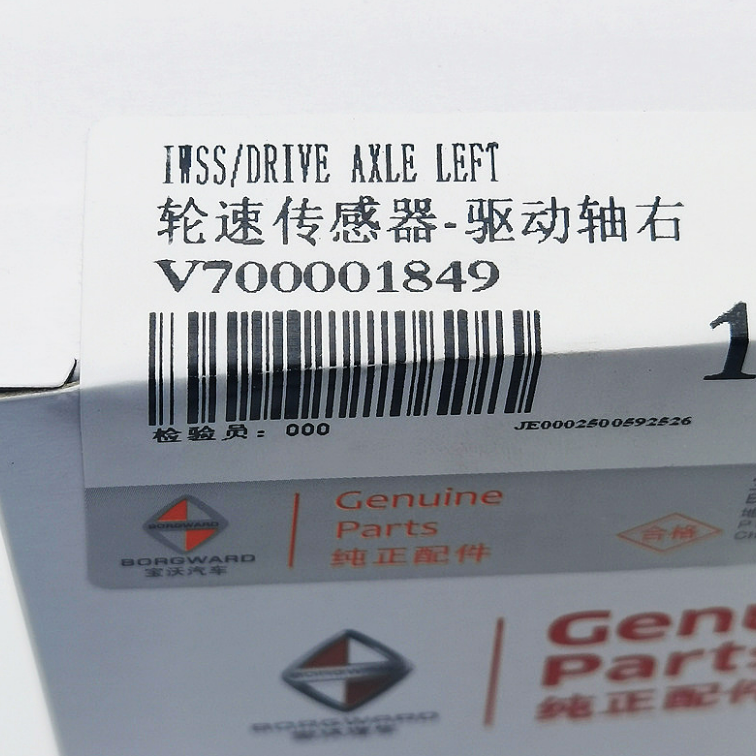 IWSS/DRIVE AXLE LEFT
轮速传感器-驱动轴右
V700001849
1
检验员: 000
JE0002500592526
BORGWARD
BORGWARD
宝沃汽车
Genuine
Parts
纯正配件
合格
BORGWARD
BORGWARD
宝沃汽车
Genu
Parts
纯正配件